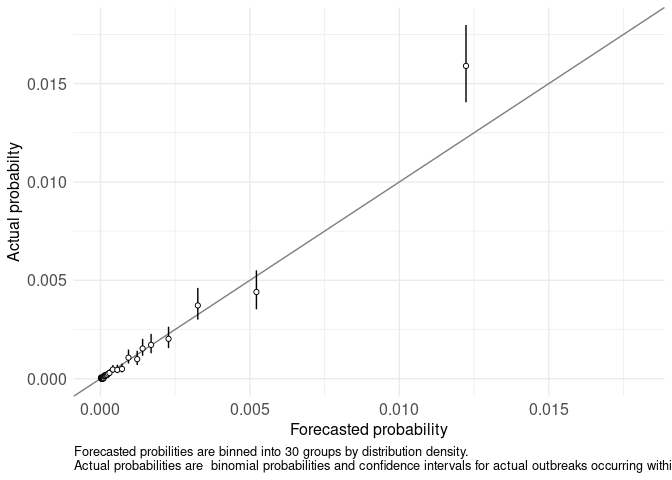 0.015
0.010
0.005
0.000
Actual probabilty
0.000 0.005 0.010 0.015
Forecasted probability
Forecasted probilities are binned into 30 groups by distribution density.
Actual probabilities are  binomial probabilities and confidence intervals for actual outbreaks occurring withi